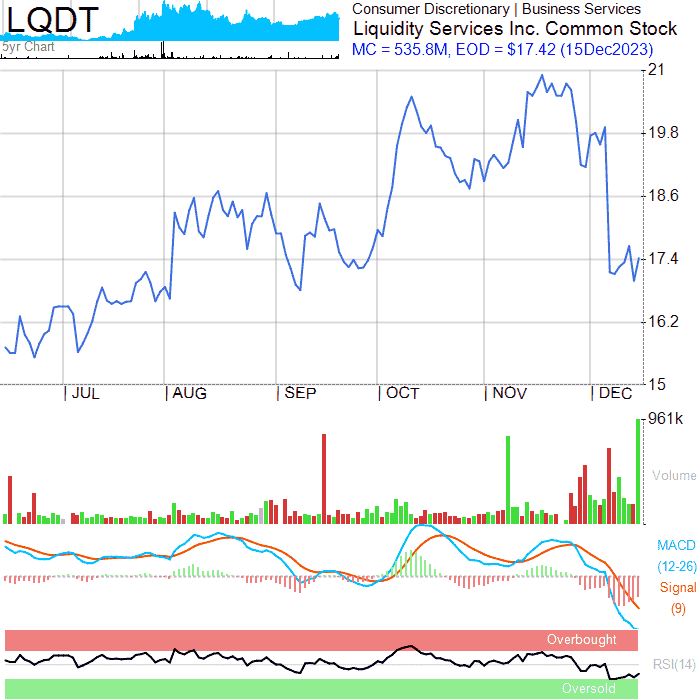 LQDT
5yr Chart
Consumer Discretionary | Business Services
Liquidity Services Inc. Common Stock
MC = 535.8M, EOD = $17.42 (15Dec2023)
21
19.8
18.6
17.4
16.2
15
| JUL | AUG | SEP | OCT | NOV | DEC
961k
Volume
MACD
(12-26)
Signal
(9)
Overbought
RSI(14)
Oversold